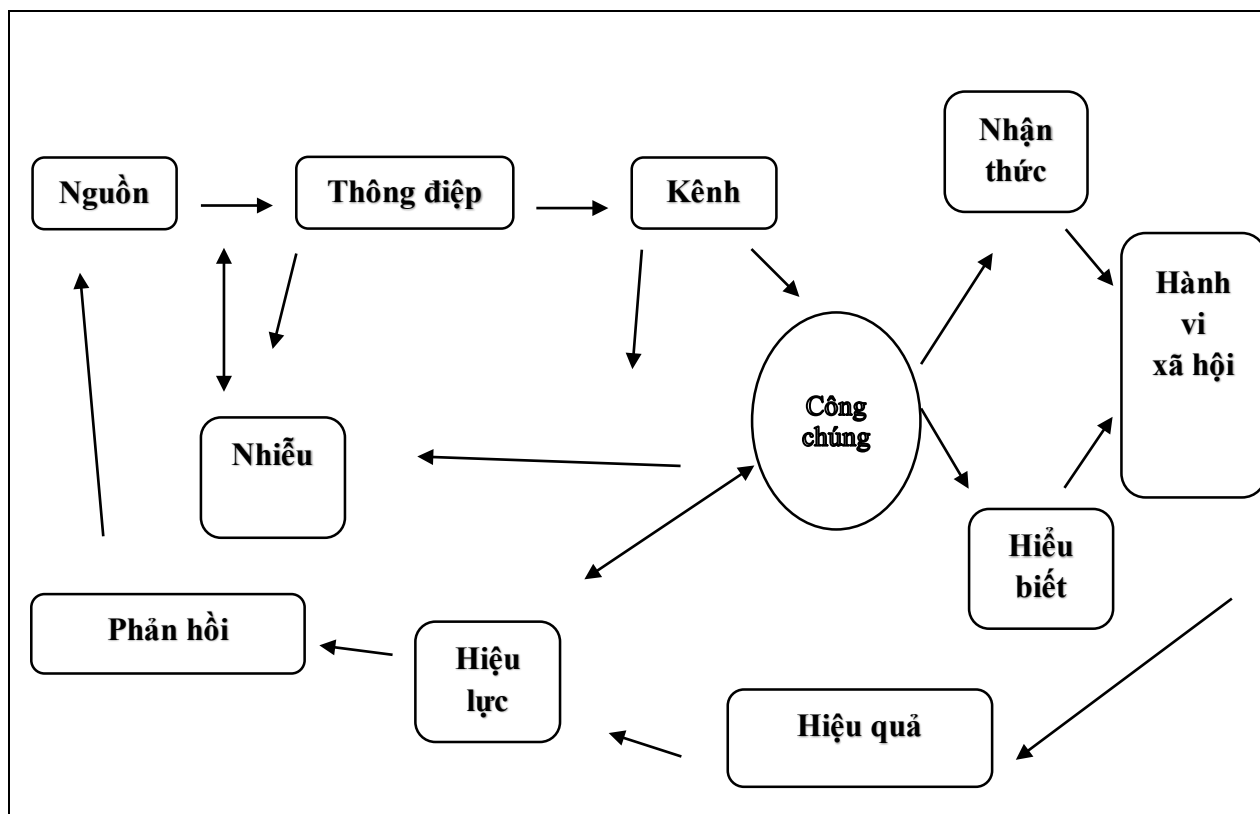 Nhận
thức
Nguồn
Thông điệp
Kênh
Hành
vi
xã hội
Công
chúng
Nhiễu
Hiểu
biết
Phản hồi
Hiệu
lực
Hiệu quả